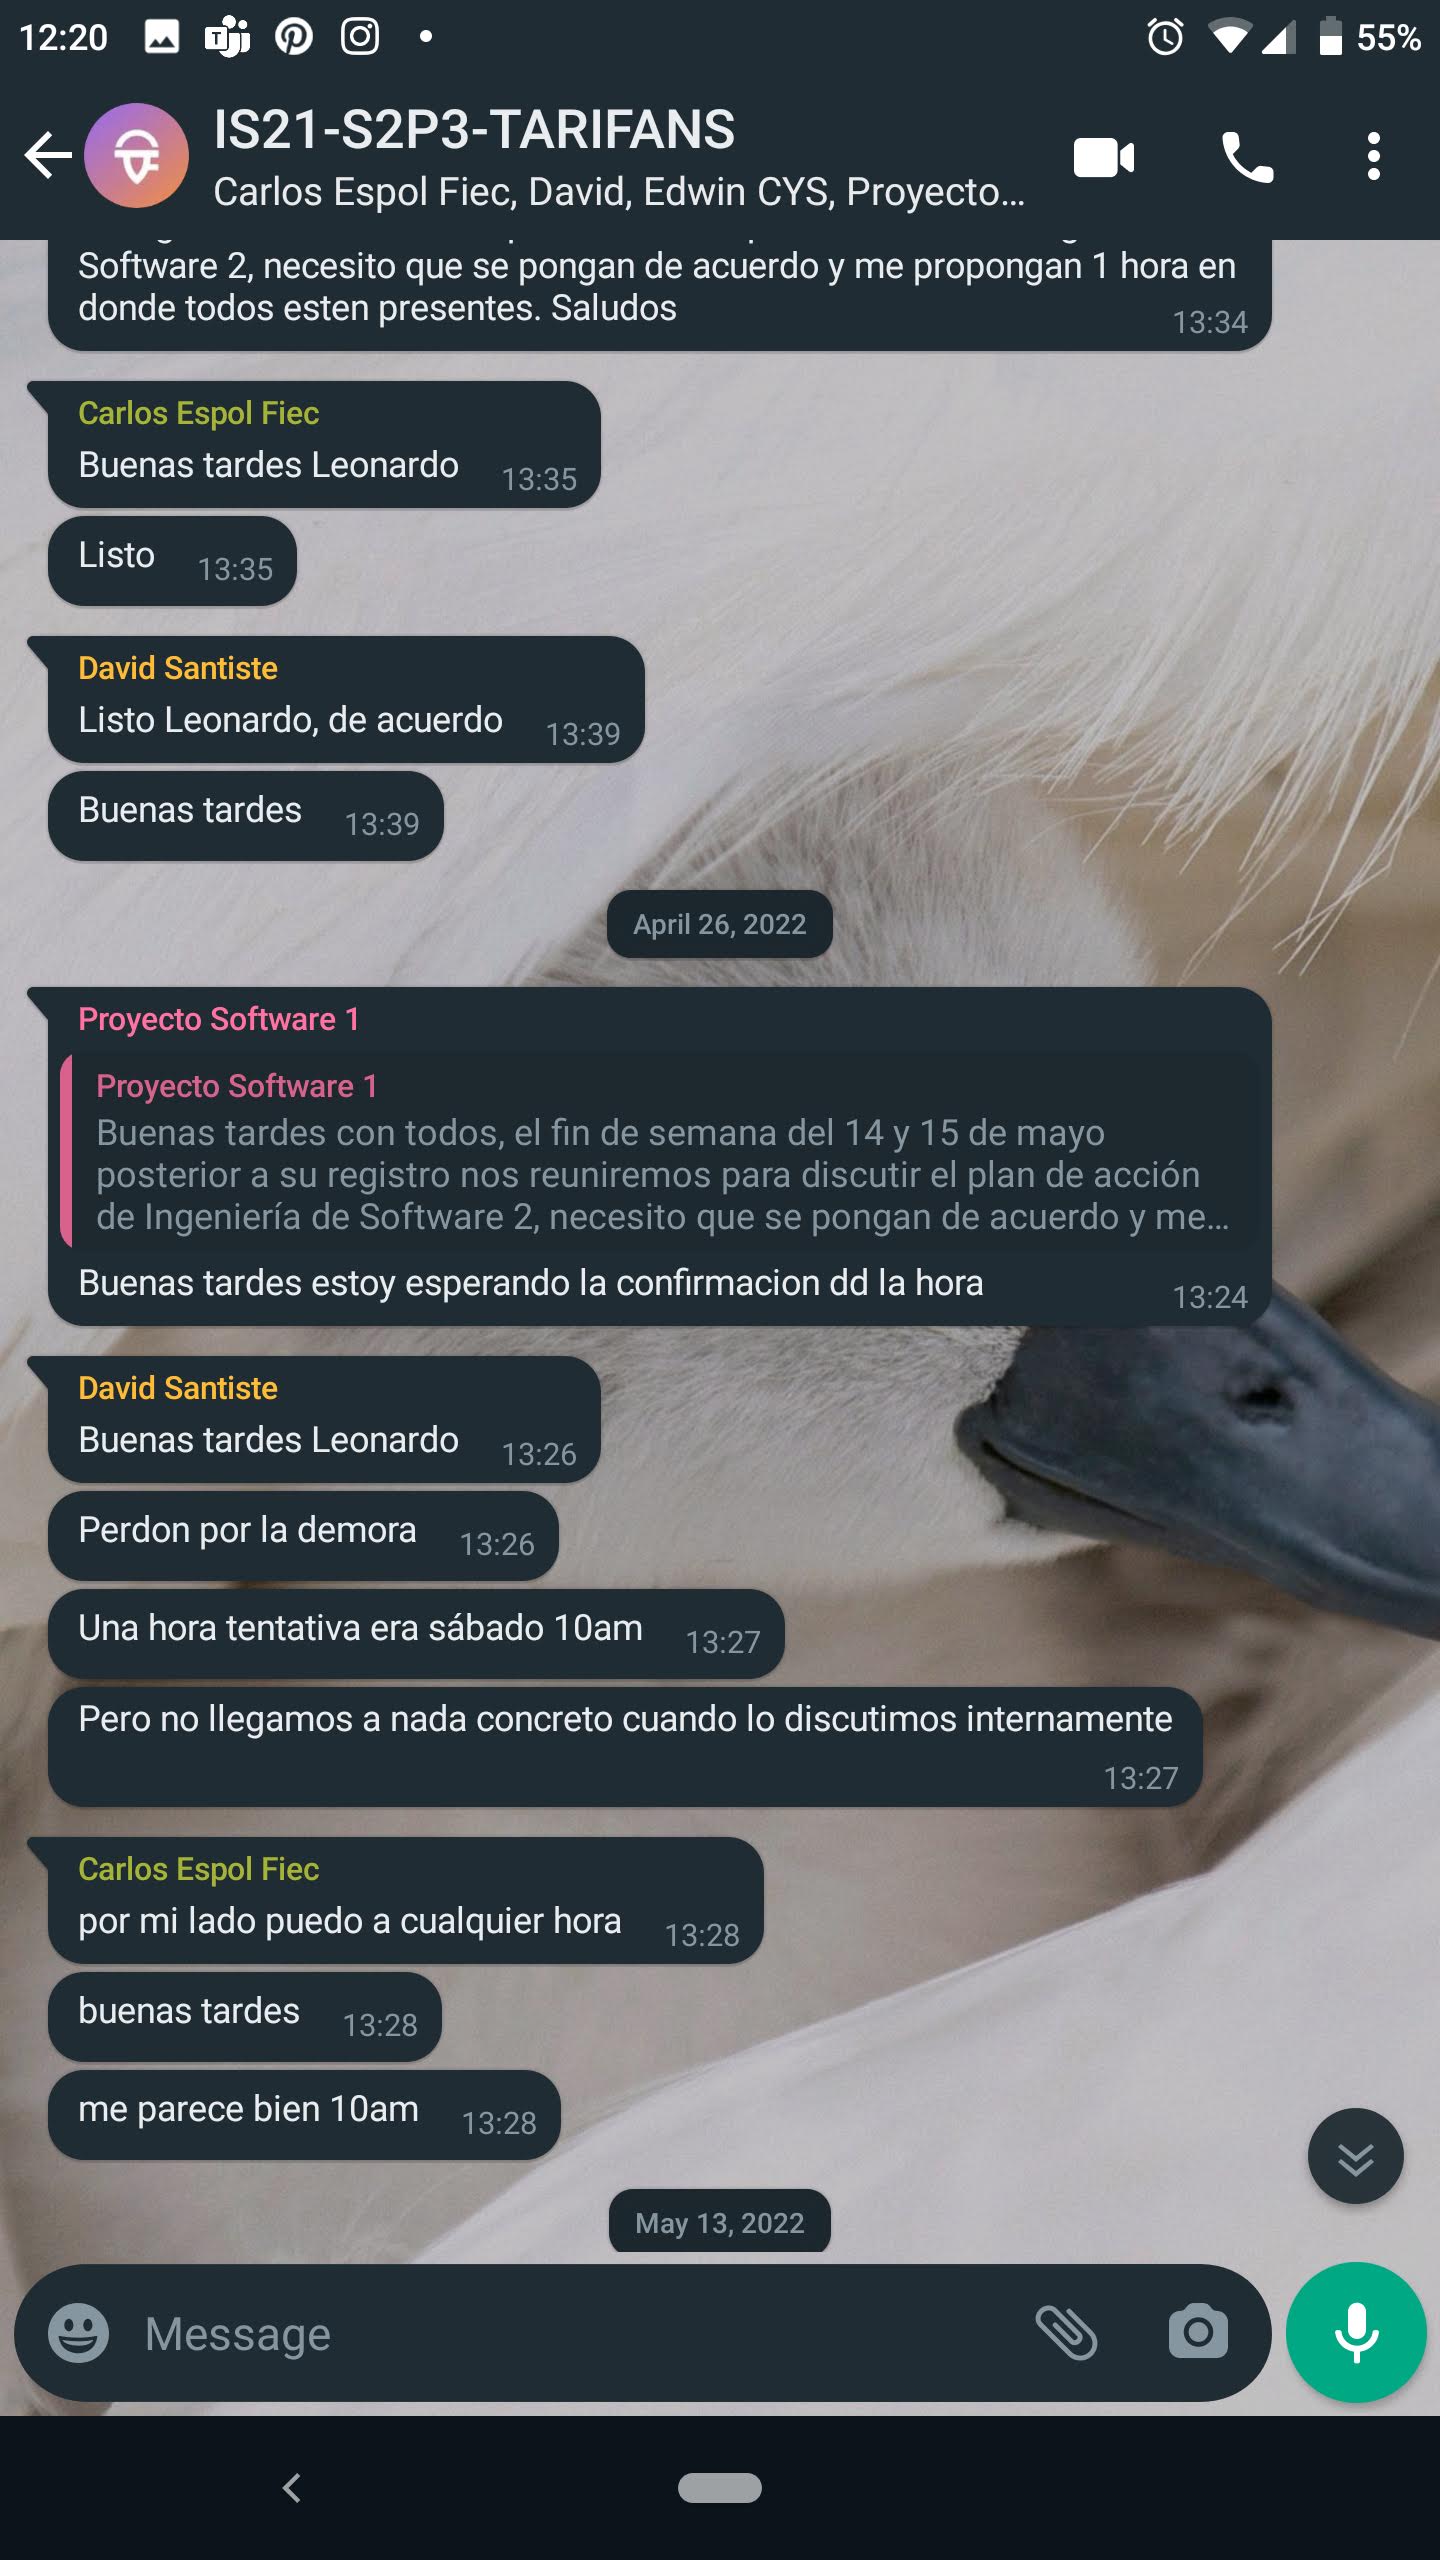 12:20
55%
IS21-S2P3-TARIFANS
Carlos Espol Fiec, David, Edwin CYS, Proyecto...
Software 2, necesito que se pongan de acuerdo y me propongan 1 hora en
donde todos esten presentes. Saludos
13:34
Carlos Espol Fiec
Buenas tardes Leonardo 13:35
Listo 13:35
David Santiste
Listo Leonardo, de acuerdo 13:39
Buenas tardes 13:39
April 26, 2022
Proyecto Software 1
Proyecto Software 1
Buenas tardes con todos, el fin de semana del 14 y 15 de mayo
posterior a su registro nos reuniremos para discutir el plan de acción
de Ingeniería de Software 2, necesito que se pongan de acuerdo y me...
Buenas tardes estoy esperando la confirmacion dd la hora 13:24
David Santiste
Buenas tardes Leonardo 13:26
Perdon por la demora 13:26
Una hora tentativa era sábado 10am 13:27
Pero no llegamos a nada concreto cuando lo discutimos internamente
13:27
Carlos Espol Fiec
por mi lado puedo a cualquier hora 13:28
buenas tardes 13:28
me parece bien 10am 13:28
May 13, 2022
Message